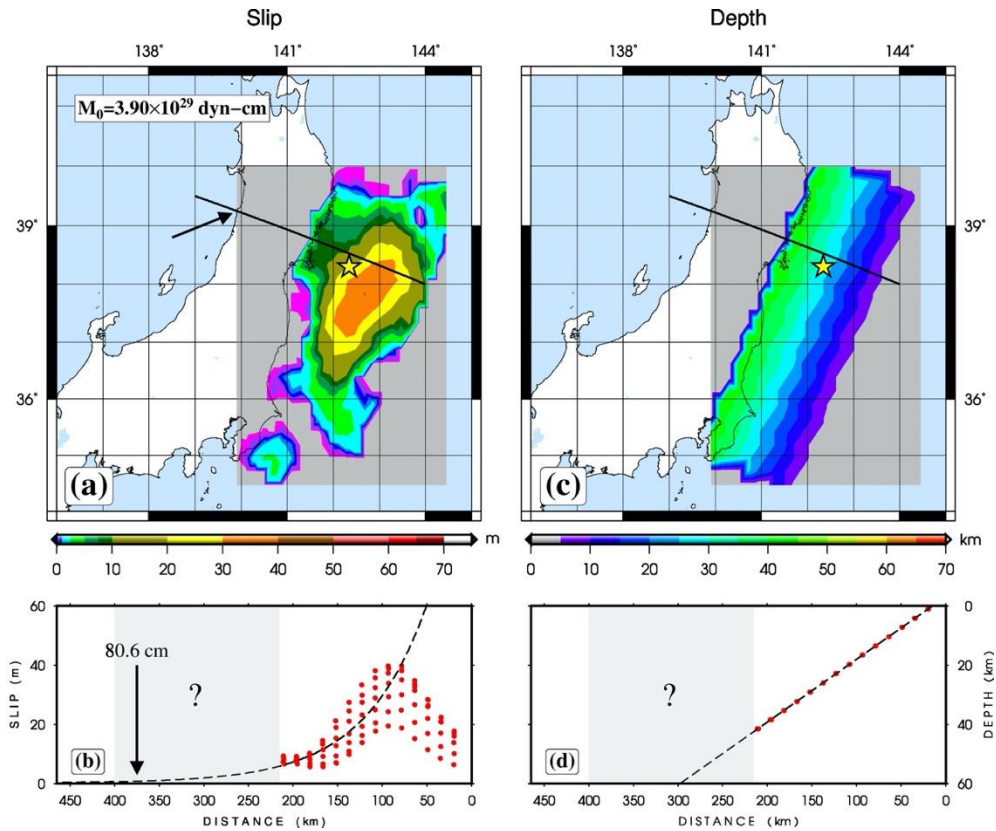 Slip
Depth
138° 141° 144°
138° 141° 144°
M₀=3.90×10²⁹ dyn-cm
39°
39°
36°
36°
(a)
(c)
m
km
0 10 20 30 40 50 60 70
0 10 20 30 40 50 60 70
60
40
20
0
SLIP (m)
80.6 cm
?
(b)
450 400 350 300 250 200 150 100 50 0
DISTANCE (km)
?
(d)
0
20
40
60
DEPTH (km)
450 400 350 300 250 200 150 100 50 0
DISTANCE (km)